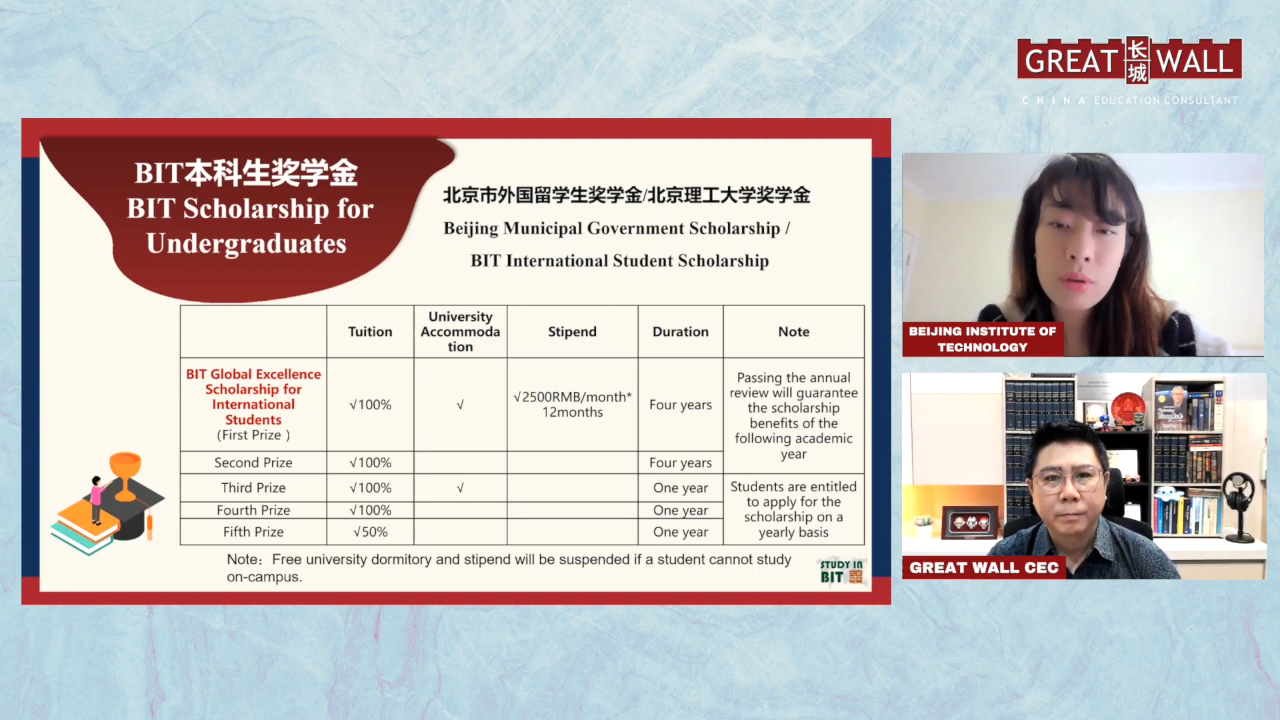 GREAT 长城 WALL
CHINA EDUCATION CONSULTANT
BIT本科生奖学金
BIT Scholarship for
Undergraduates
北京市外国留学生奖学金/北京理工大学奖学金
Beijing Municipal Government Scholarship /
BIT International Student Scholarship
Tuition
University
Accommoda
tion
Stipend
Duration
Note
BIT Global Excellence
Scholarship for
International
Students
(First Prize )
√100%
√
√2500RMB/month*
12months
Four years
Passing the annual
review will guarantee
the scholarship
benefits of the
following academic
year
Second Prize
√100%
Four years
Third Prize
√100%
√
One year
Students are entitled
to apply for the
scholarship on a
yearly basis
Fourth Prize
√100%
One year
Fifth Prize
√50%
One year
Note: Free university dormitory and stipend will be suspended if a student cannot study
on-campus.
STUDY IN
BIT
BEIJING INSTITUTE OF
TECHNOLOGY
GREAT WALL CEC